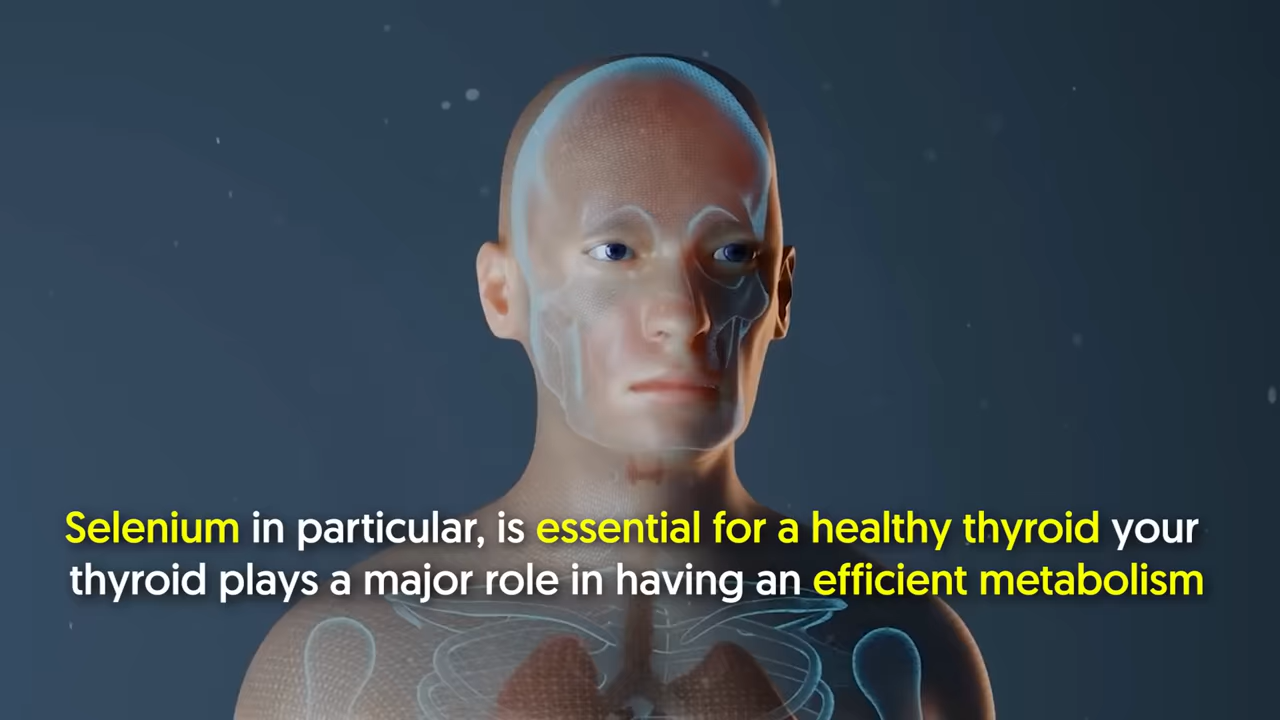 Selenium in particular, is essential for a healthy thyroid your
thyroid plays a major role in having an efficient metabolism